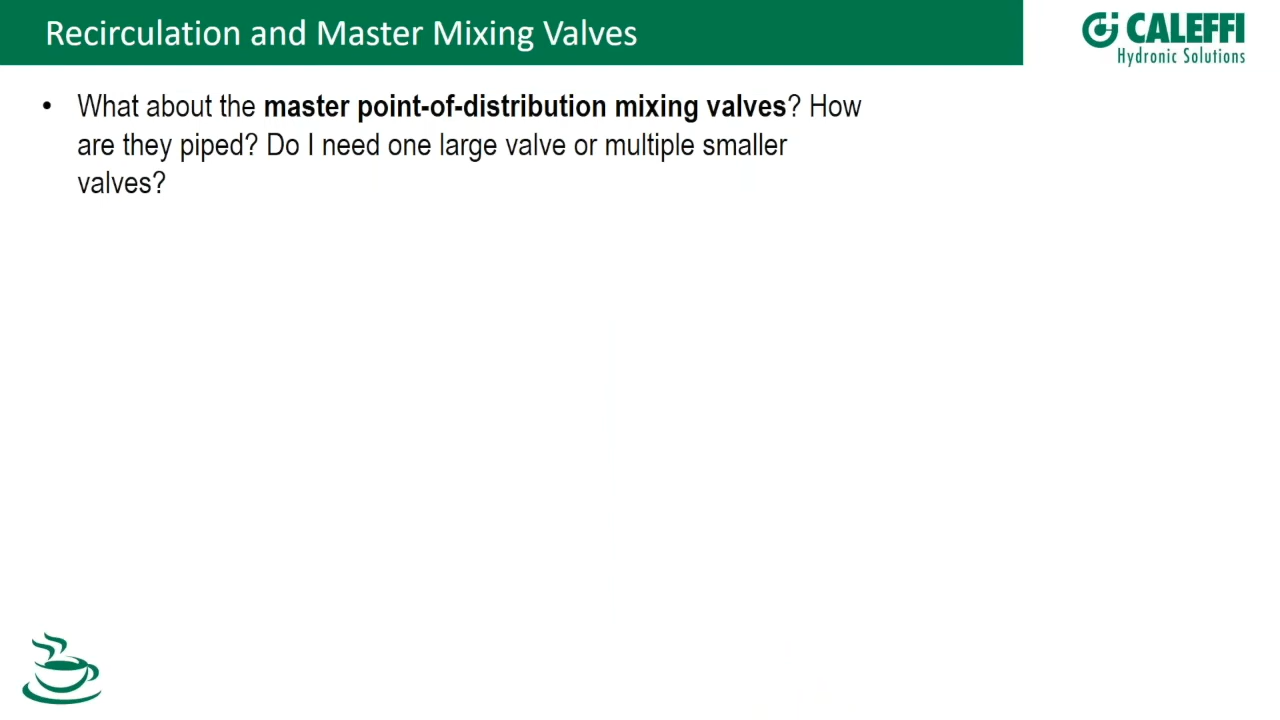 Recirculation and Master Mixing Valves
CALEFFI
Hydronic Solutions
• What about the master point-of-distribution mixing valves? How
are they piped? Do I need one large valve or multiple smaller
valves?